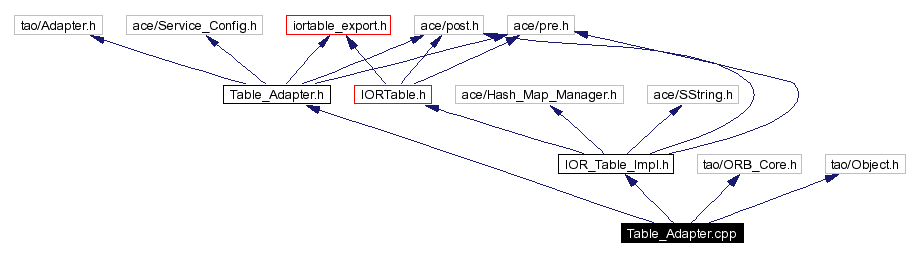 tao/Adapter.h
ace/Service_Config.h
iortable_export.h
ace/post.h
ace/pre.h
Table_Adapter.h
IORTable.h
ace/Hash_Map_Manager.h
ace/SString.h
IOR_Table_Impl.h
tao/ORB_Core.h
tao/Object.h
Table_Adapter.cpp